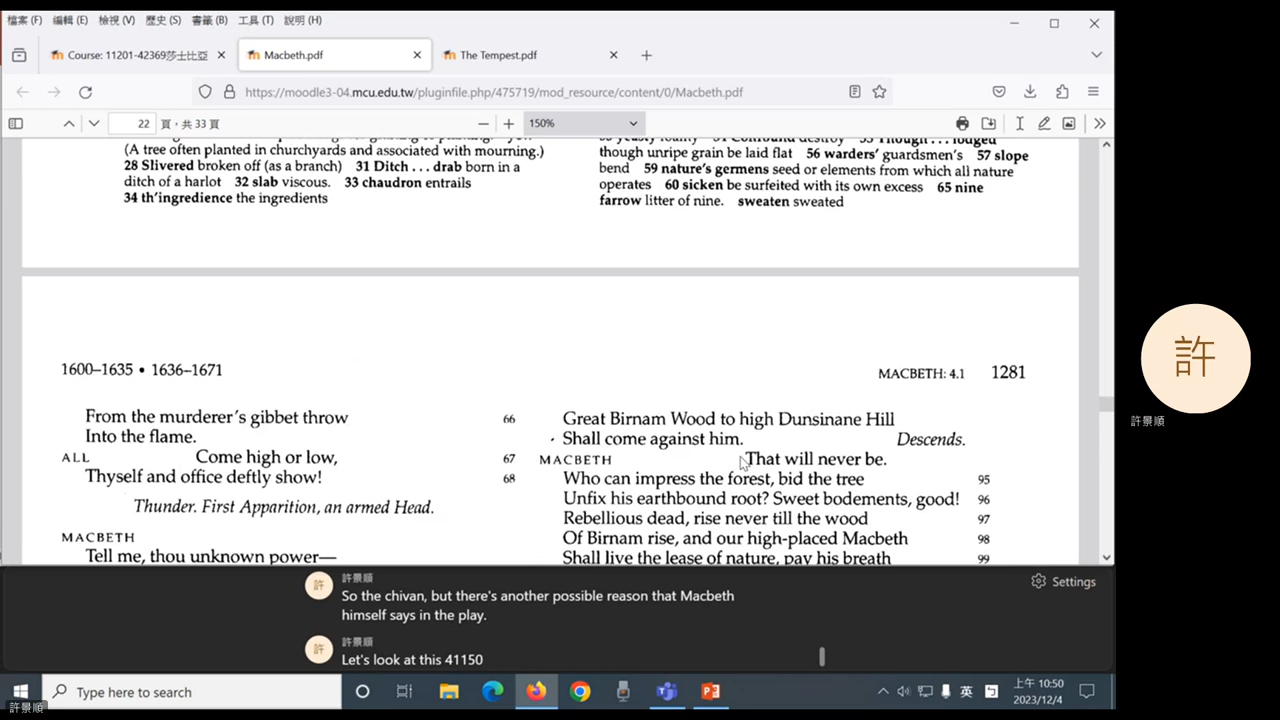 檔案 (F) 編輯 (E) 檢視 (V) 歷史 (S) 書籤 (B) 工具 (T) 說明 (H)
Course: 11201-42369莎士比亞
Macbeth.pdf
The Tempest.pdf
https://moodle3-04.mcu.edu.tw/pluginfile.php/475719/mod_resource/content/0/Macbeth.pdf
22 頁，共 33 頁
150%
(A tree often planted in churchyards and associated with mourning.)
28 Slivered broken off (as a branch) 31 Ditch . . . drab born in a
ditch of a harlot 32 slab viscous. 33 chaudron entrails
34 th'ingredience the ingredients
though unripe grain be laid flat 56 warders' guardsmen's 57 slope
bend 59 nature's germens seed or elements from which all nature
operates 60 sicken be surfeited with its own excess 65 nine
farrow litter of nine. sweaten sweated
1600–1635 • 1636–1671
MACBETH: 4.1 1281
From the murderer's gibbet throw 66
Into the flame.
ALL Come high or low, 67
Thyself and office deftly show! 68
Thunder. First Apparition, an armed Head.
MACBETH
Tell me, thou unknown power—
Great Birnam Wood to high Dunsinane Hill
Shall come against him. Descends.
MACBETH That will never be.
Who can impress the forest, bid the tree 95
Unfix his earthbound root? Sweet bodements, good! 96
Rebellious dead, rise never till the wood 97
Of Birnam rise, and our high-placed Macbeth 98
Shall live the lease of nature, pay his breath 99
許
許景順
許
許景順
So the chivan, but there's another possible reason that Macbeth
himself says in the play.
許
許景順
Let's look at this 41150
Settings
Type here to search
英
上午 10:50
2023/12/4
許景順